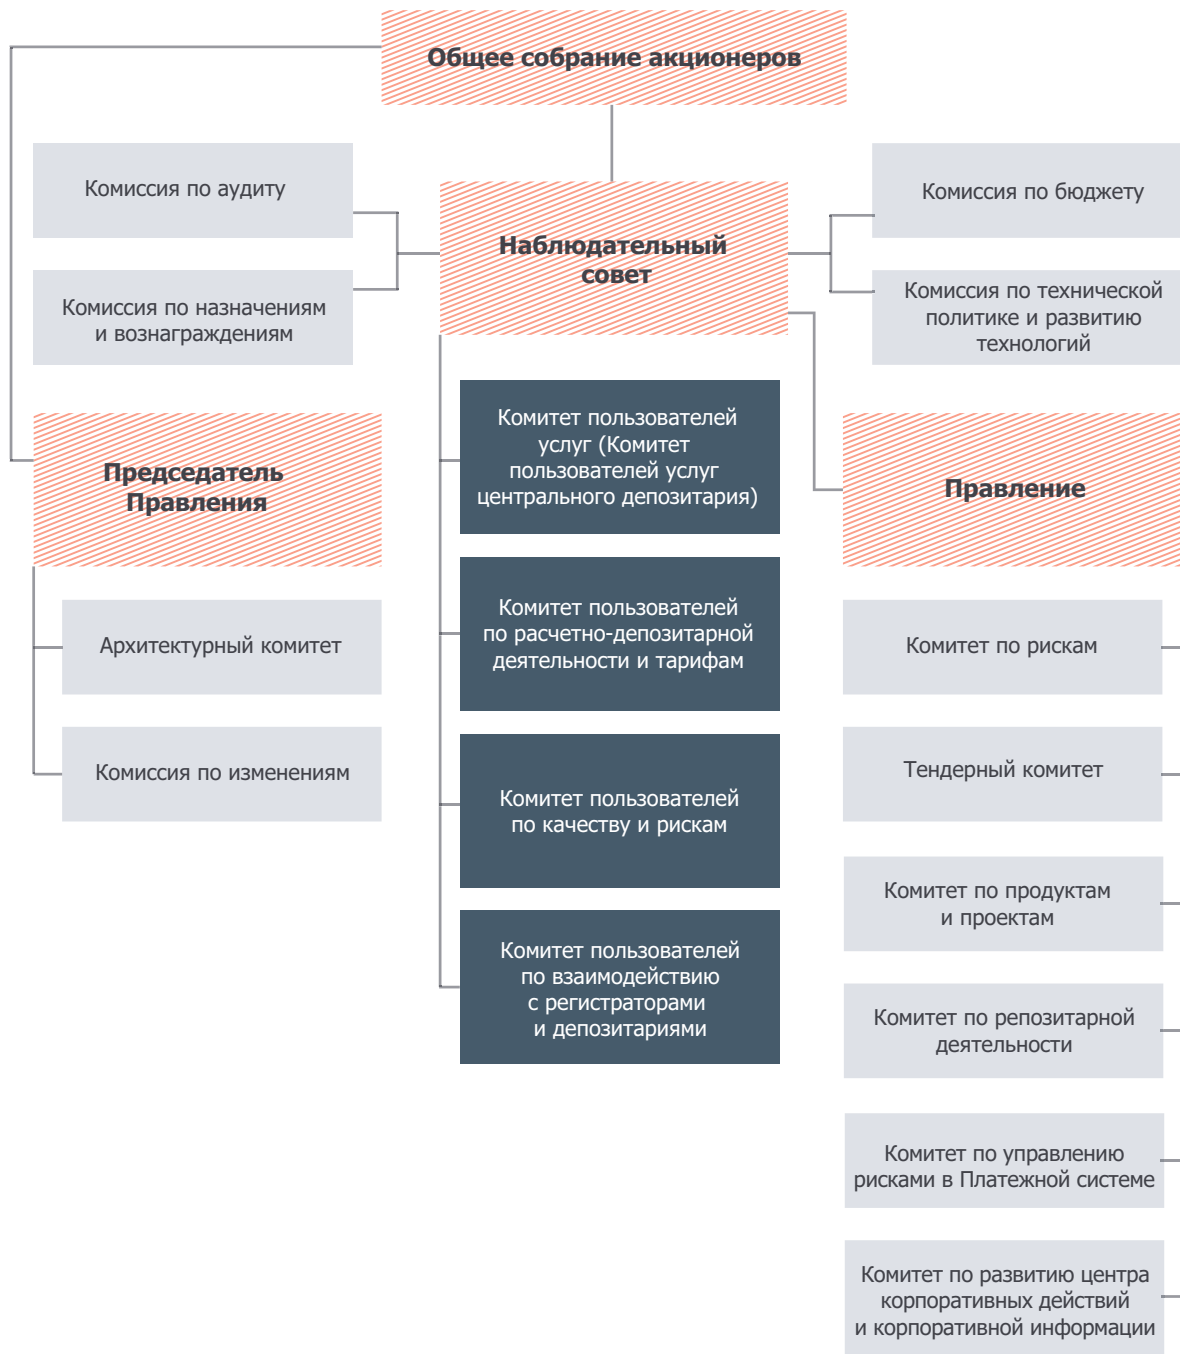 Общее собрание акционеров
Комиссия по аудиту
Комиссия по назначениям
и вознаграждениям
Наблюдательный
совет
Комиссия по бюджету
Комиссия по технической
политике и развитию
технологий
Председатель
Правления
Архитектурный комитет
Комиссия по изменениям
Комитет пользователей
услуг (Комитет
пользователей услуг
центрального депозитария)
Комитет пользователей
по расчетно-депозитарной
деятельности и тарифам
Комитет пользователей
по качеству и рискам
Комитет пользователей
по взаимодействию
с регистраторами
и депозитариями
Правление
Комитет по рискам
Тендерный комитет
Комитет по продуктам
и проектам
Комитет по репозитарной
деятельности
Комитет по управлению
рисками в Платежной системе
Комитет по развитию центра
корпоративных действий
и корпоративной информации